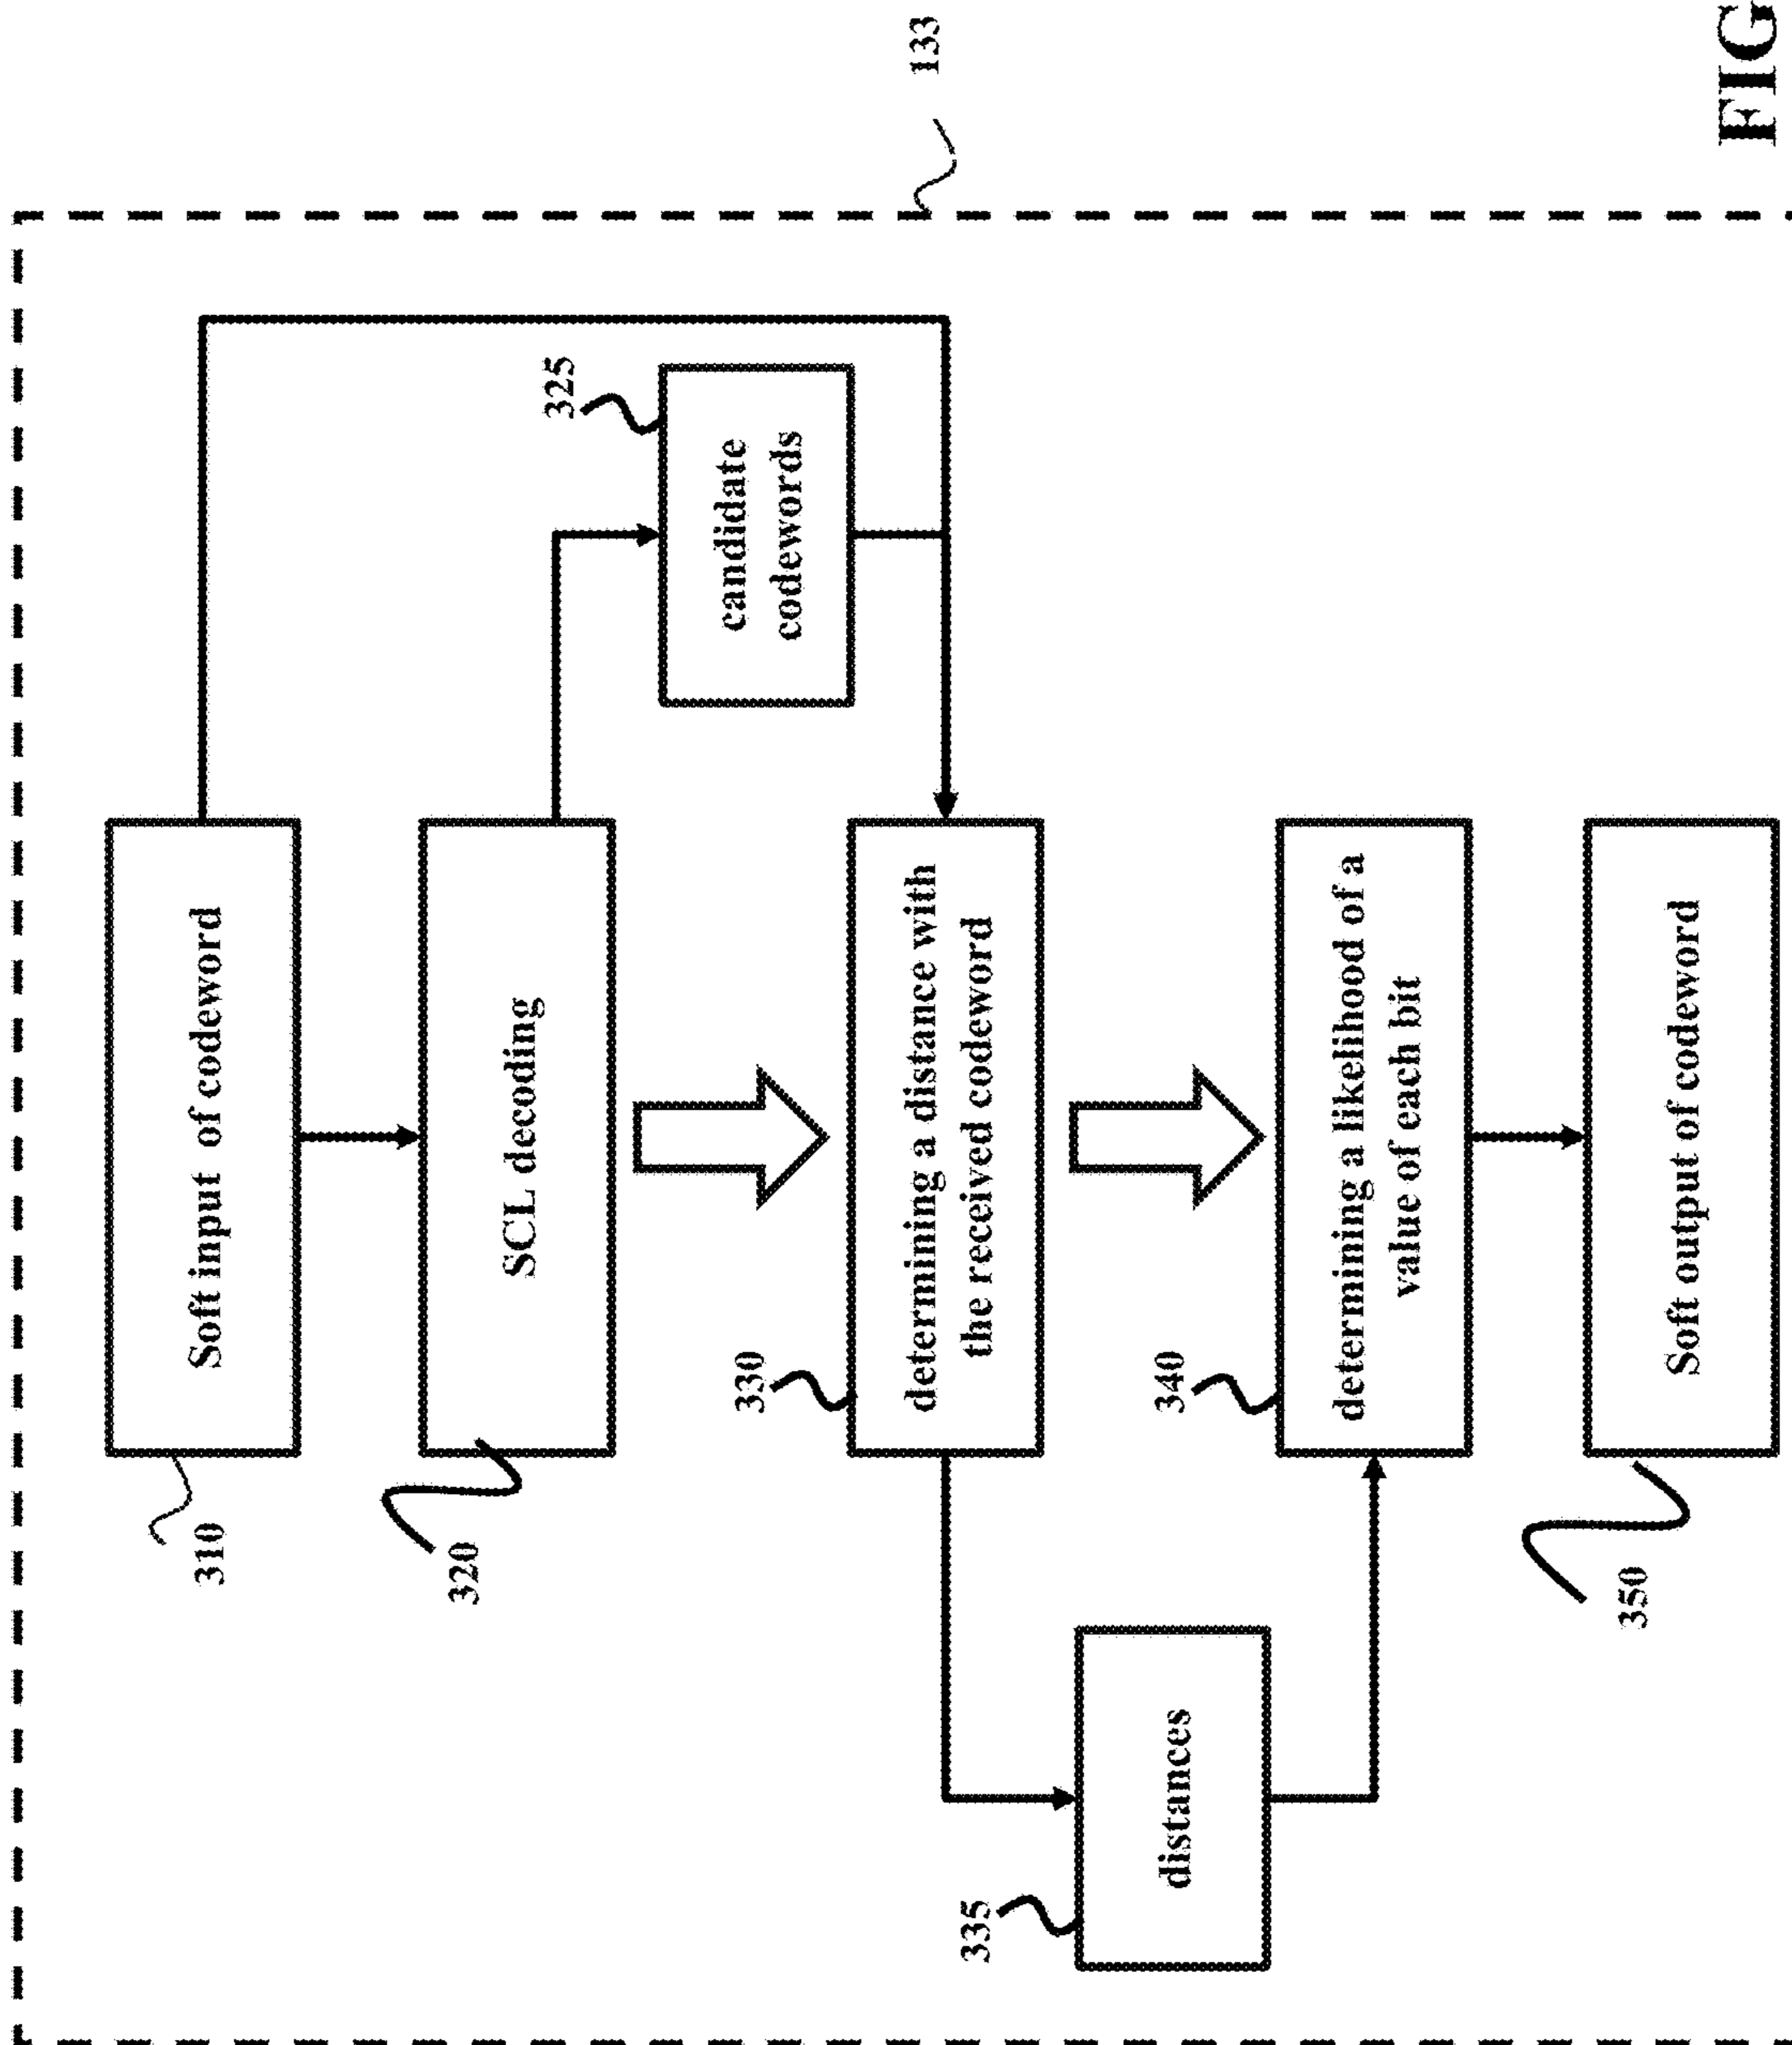 133
310
Soft input of codeword
320
SCL decoding
325
candidate
codewords
330
determining a distance with
the received codeword
335
distances
340
determining a likelihood of a
value of each bit
350
Soft output of codeword
FIG